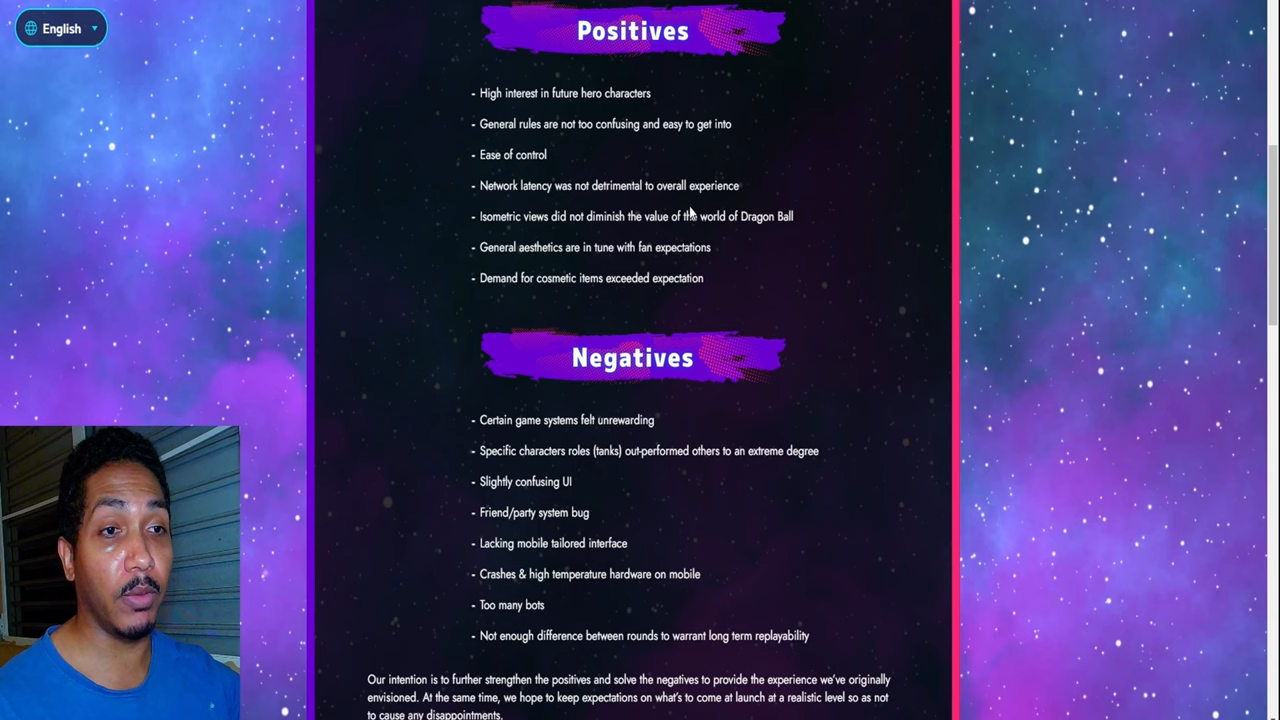 English
Positives
- High interest in future hero characters
- General rules are not too confusing and easy to get into
- Ease of control
- Network latency was not detrimental to overall experience
- Isometric views did not diminish the value of the world of Dragon Ball
- General aesthetics are in tune with fan expectations
- Demand for cosmetic items exceeded expectation
Negatives
- Certain game systems felt unrewarding
- Specific characters roles (tanks) out-performed others to an extreme degree
- Slightly confusing UI
- Friend/party system bug
- Lacking mobile tailored interface
- Crashes & high temperature hardware on mobile
- Too many bots
- Not enough difference between rounds to warrant long term replayability
Our intention is to further strengthen the positives and solve the negatives to provide the experience we've originally
envisioned. At the same time, we hope to keep expectations on what's to come at launch at a realistic level so as not
to cause any disappointments.